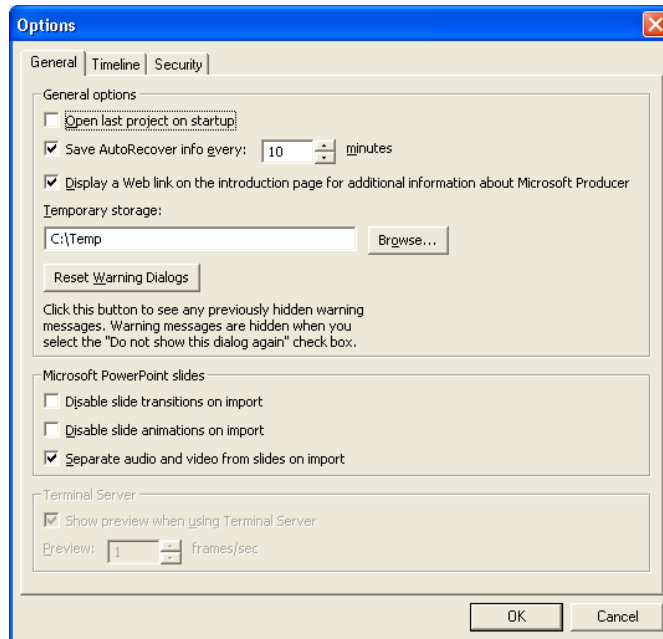 Options
General Timeline Security
General options
Open last project on startup
Save AutoRecover info every: 10 minutes
Display a Web link on the introduction page for additional information about Microsoft Producer
Temporary storage:
C:\Temp Browse...
Reset Warning Dialogs
Click this button to see any previously hidden warning
messages. Warning messages are hidden when you
select the "Do not show this dialog again" check box.
Microsoft PowerPoint slides
Disable slide transitions on import
Disable slide animations on import
Separate audio and video from slides on import
Terminal Server
Show preview when using Terminal Server
Preview: 1 frames/sec
OK Cancel